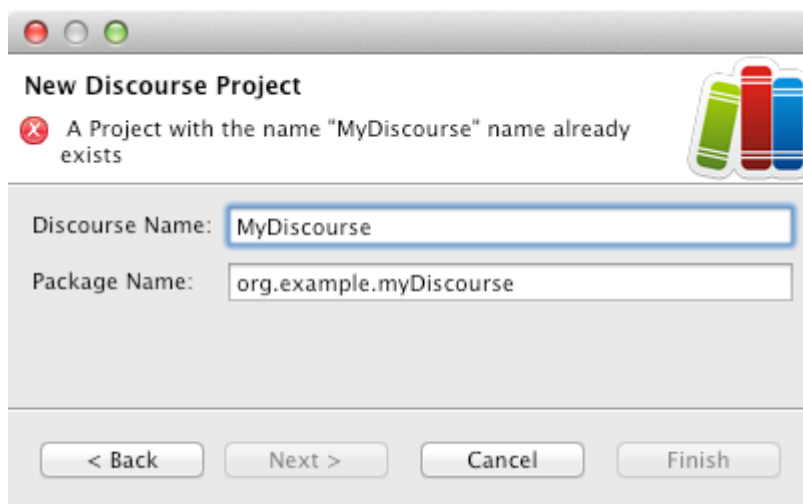 New Discourse Project
A Project with the name "MyDiscourse" name already
exists
Discourse Name: MyDiscourse
Package Name: org.example.myDiscourse
< Back Next > Cancel Finish